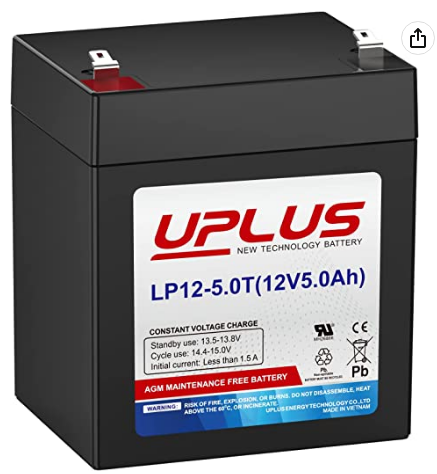 UPLUS
NEW TECHNOLOGY BATTERY
LP12-5.0T(12V5.0Ah)
CONSTANT VOLTAGE CHARGE
Standby use: 13.5-13.8V
Cycle use: 14.4-15.0V
Initial current: Less than 1.5 A
Pb
Pb
AGM MAINTENANCE FREE BATTERY
WARNING: RISK OF FIRE, EXPLOSION, OR BURNS. DO NOT DISASSEMBLE, HEAT
ABOVE THE 60°C, OR INCINERATE.
UPLUS ENERGY TECHNOLOGY CO.,LTD
MADE IN VIETNAM